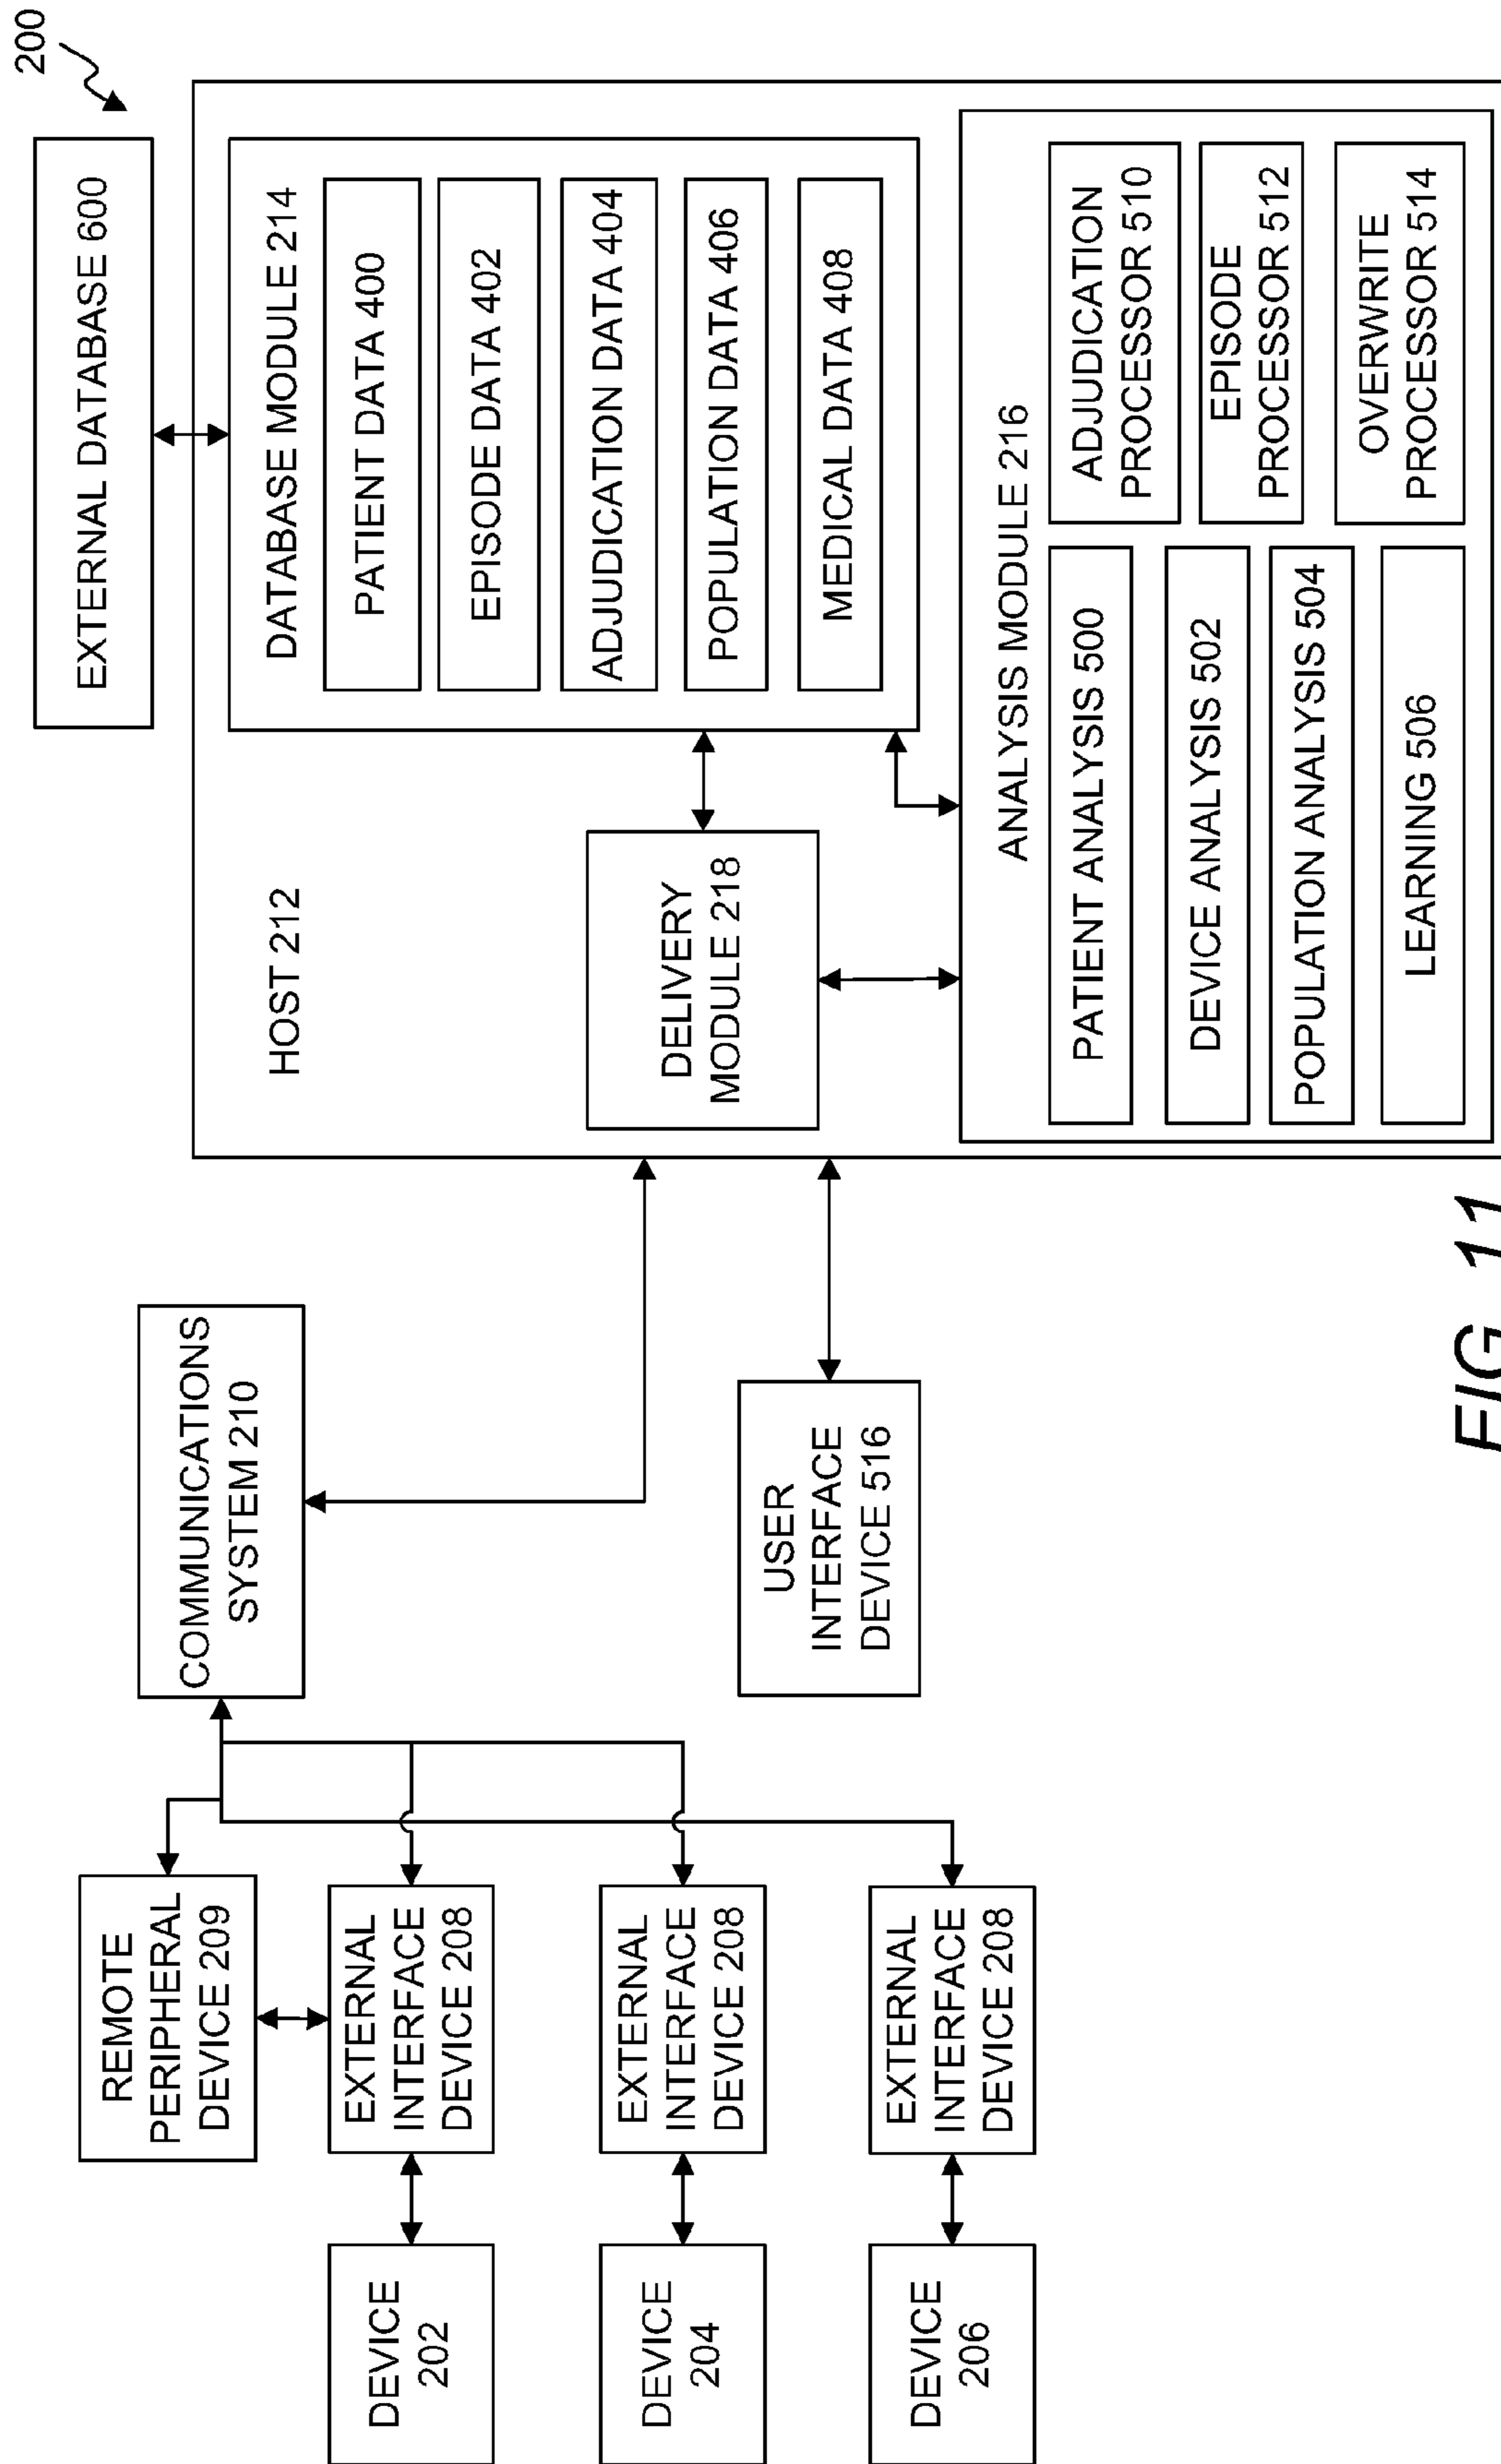 200
EXTERNAL DATABASE 600
HOST 212
DATABASE MODULE 214
PATIENT DATA 400
EPISODE DATA 402
ADJUDICATION DATA 404
POPULATION DATA 406
MEDICAL DATA 408
DELIVERY
MODULE 218
ANALYSIS MODULE 216
PATIENT ANALYSIS 500
DEVICE ANALYSIS 502
POPULATION ANALYSIS 504
LEARNING 506
ADJUDICATION
PROCESSOR 510
EPISODE
PROCESSOR 512
OVERWRITE
PROCESSOR 514
COMMUNICATIONS
SYSTEM 210
USER
INTERFACE
DEVICE 516
REMOTE
PERIPHERAL
DEVICE 209
EXTERNAL
INTERFACE
DEVICE 208
EXTERNAL
INTERFACE
DEVICE 208
EXTERNAL
INTERFACE
DEVICE 208
DEVICE
202
DEVICE
204
DEVICE
206
FIG. 11